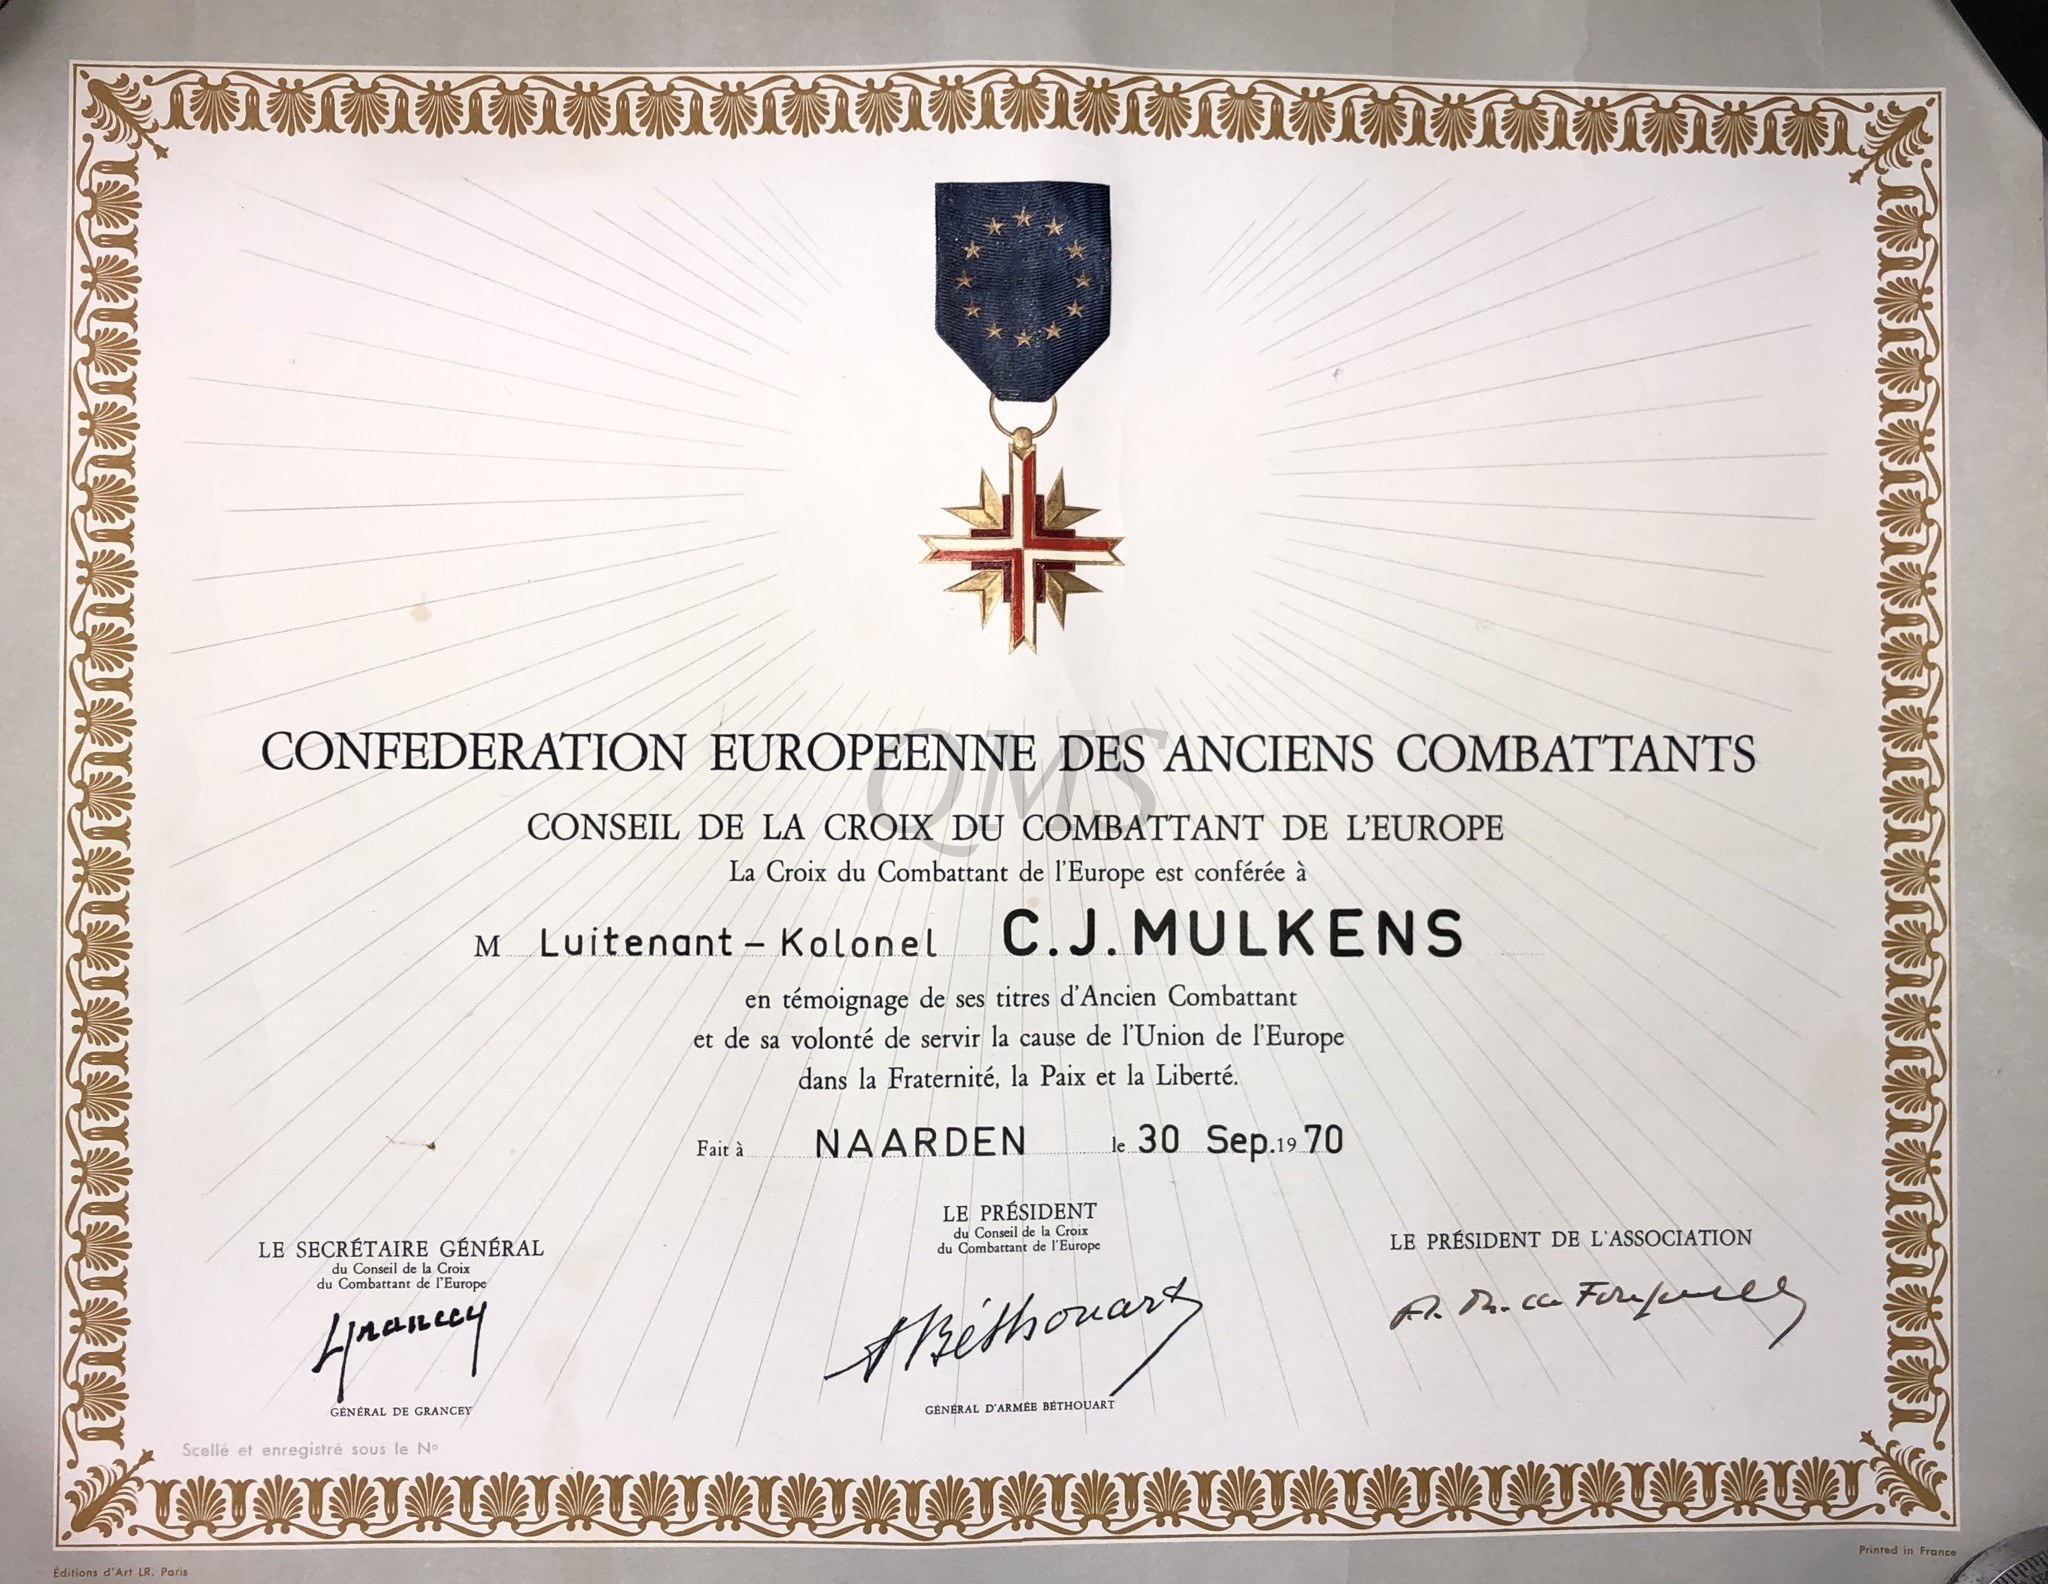 CONFEDERATION EUROPEENNE DES ANCIENS COMBATTANTS
QMS
CONSEIL DE LA CROIX DU COMBATTANT DE L'EUROPE
La Croix du Combattant de l'Europe est conférée à
M Luitenant - Kolonel C.J. MULKENS
en témoignage de ses titres d'Ancien Combattant
et de sa volonté de servir la cause de l'Union de l'Europe
dans la Fraternité, la Paix et la Liberté.
Fait à NAARDEN le 30 Sep. 1970
LE SECRÉTAIRE GÉNÉRAL
du Conseil de la Croix
du Combattant de l'Europe
Grancey
GÉNÉRAL DE GRANCEY
LE PRÉSIDENT
du Conseil de la Croix
du Combattant de l'Europe
Béthouart
GÉNÉRAL D'ARMÉE BÉTHOUART
LE PRÉSIDENT DE L'ASSOCIATION
Scellé et enregistré sous le No
Éditions d'Art LR. Paris
Printed in France